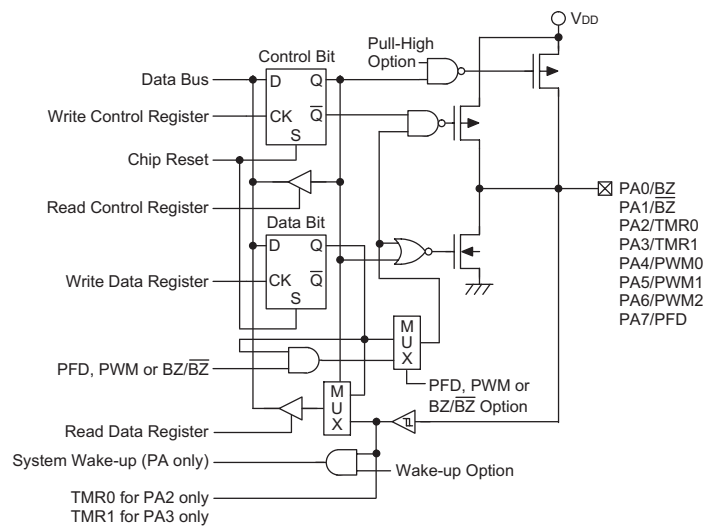 VDD
Control Bit
Pull-High
Option
Data Bus
D
Q
Write Control Register
CK
Q̅
S
Chip Reset
Read Control Register
Data Bit
D
Q
Write Data Register
CK
Q̅
S
PA0/BZ
PA1/B̅Z̅
PA2/TMR0
PA3/TMR1
PA4/PWM0
PA5/PWM1
PA6/PWM2
PA7/PFD
M
U
X
PFD, PWM or BZ/B̅Z̅
PFD, PWM or
BZ/B̅Z̅ Option
M
U
X
Read Data Register
System Wake-up (PA only)
Wake-up Option
TMR0 for PA2 only
TMR1 for PA3 only